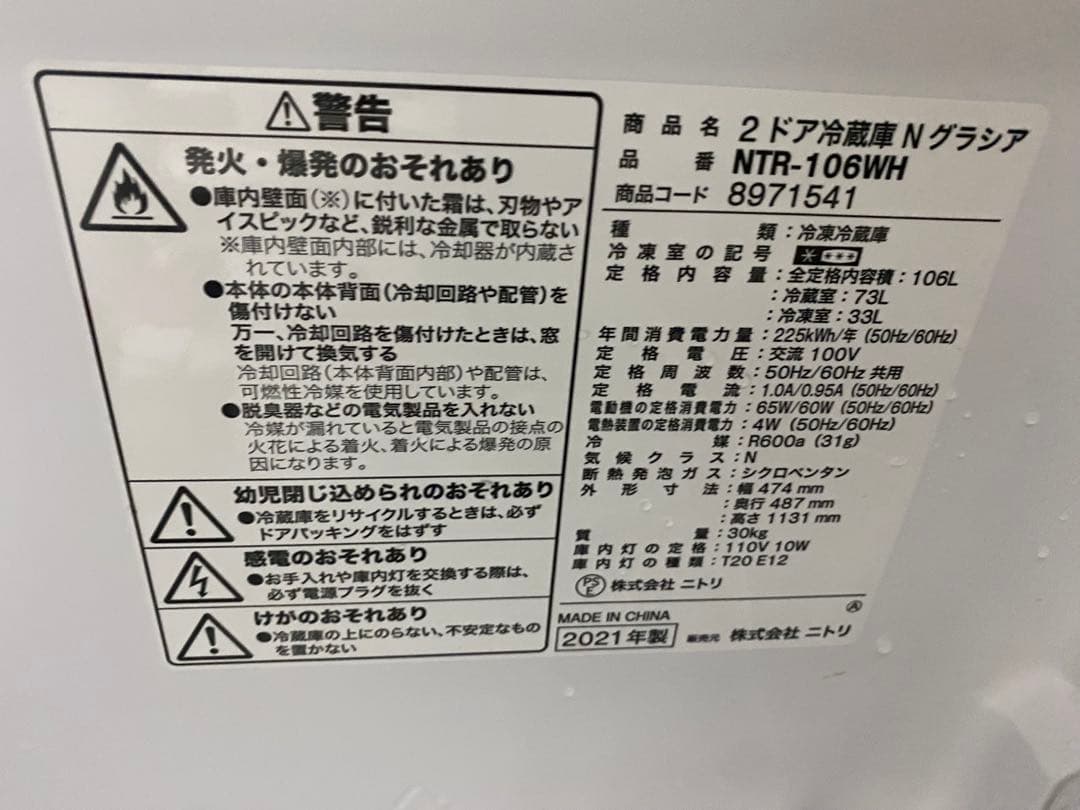 ⚠警告
発火・爆発のおそれあり
●庫内壁面(※)に付いた霜は、刃物やア
イスピックなど、鋭利な金属で取らない
※庫内壁面内部には、冷却器が内蔵さ
れています。
●本体の本体背面(冷却回路や配管)を
傷付けない
万一、冷却回路を傷付けたときは、窓
を開けて換気する
冷却回路(本体背面内部)や配管は、
可燃性冷媒を使用しています。
●脱臭器などの電気製品を入れない
冷媒が漏れていると電気製品の接点の
火花による着火、着火による爆発の原
因になります。
幼児閉じ込められのおそれあり
●冷蔵庫をリサイクルするときは、必ず
ドアパッキングをはずす
感電のおそれあり
●お手入れや庫内灯を交換する際は、
必ず電源プラグを抜く
けがのおそれあり
●冷蔵庫の上にのらない、不安定なもの
を置かない
商品名 2ドア冷蔵庫 N グラシア
品番 NTR-106WH
商品コード 8971541
種類:冷凍冷蔵庫
冷凍室の記号 * ***
定格内容量:全定格内容積:106L
:冷蔵室:73L
:冷凍室:33L
年間消費電力量:225kWh/年(50Hz/60Hz)
定格電圧:交流 100V
定格周波数:50Hz/60Hz 共用
定格電流:1.0A/0.95A(50Hz/60Hz)
電動機の定格消費電力:65W/60W(50Hz/60Hz)
電熱装置の定格消費電力:4W(50Hz/60Hz)
冷媒:R600a(31g)
気候クラス:N
断熱発泡ガス:シクロペンタン
外形寸法:幅 474 mm
:奥行 487 mm
:高さ 1131 mm
質量:30kg
庫内灯の定格:110V 10W
庫内灯の種類:T20 E12
PSE 株式会社 ニトリ
MADE IN CHINA
Ⓐ
2021年製 販売元 株式会社 ニトリ